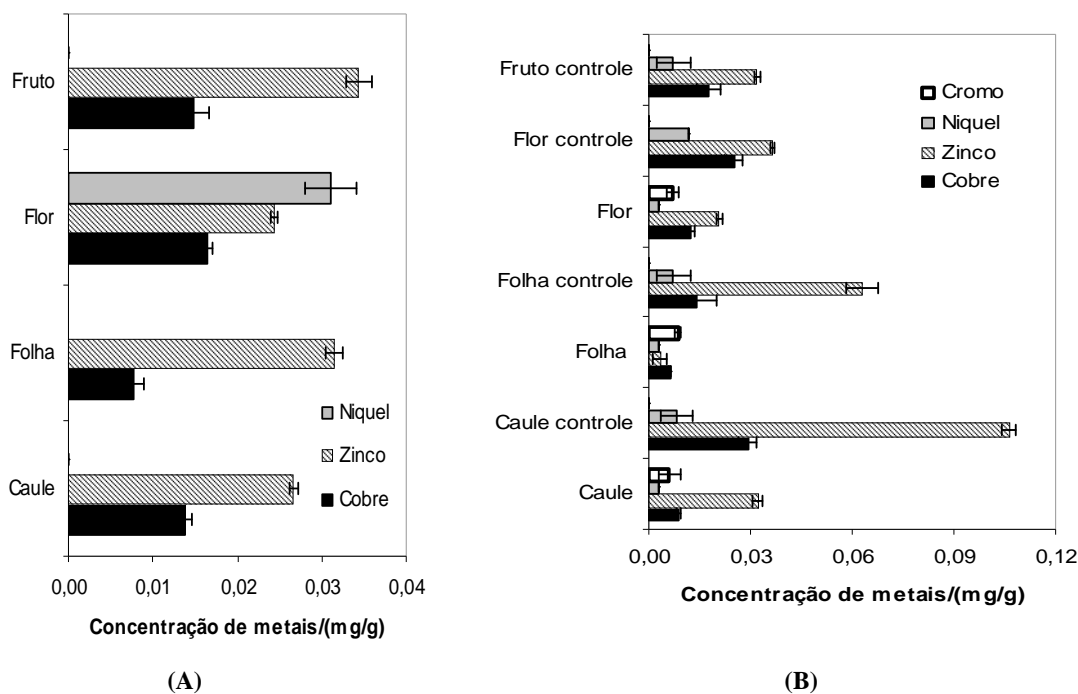 Fruto
Flor
Folha
Caule
Niquel
Zinco
Cobre
0,00 0,01 0,02 0,03 0,04
Concentração de metais/(mg/g)
(A)
Fruto controle
Flor controle
Flor
Folha controle
Folha
Caule controle
Caule
Cromo
Niquel
Zinco
Cobre
0,00 0,03 0,06 0,09 0,12
Concentração de metais/(mg/g)
(B)